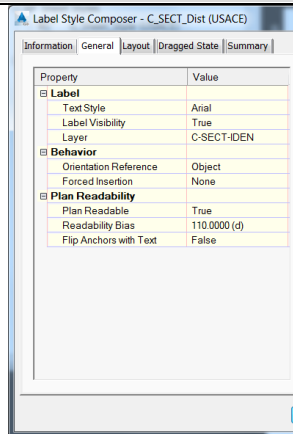 Label Style Composer - C_SECT_Dist (USACE)
Information General Layout Dragged State Summary
Property Value
Label
Text Style Arial
Label Visibility True
Layer C-SECT-IDEN
Behavior
Orientation Reference Object
Forced Insertion None
Plan Readability
Plan Readable True
Readability Bias 110.0000 (d)
Flip Anchors with Text False